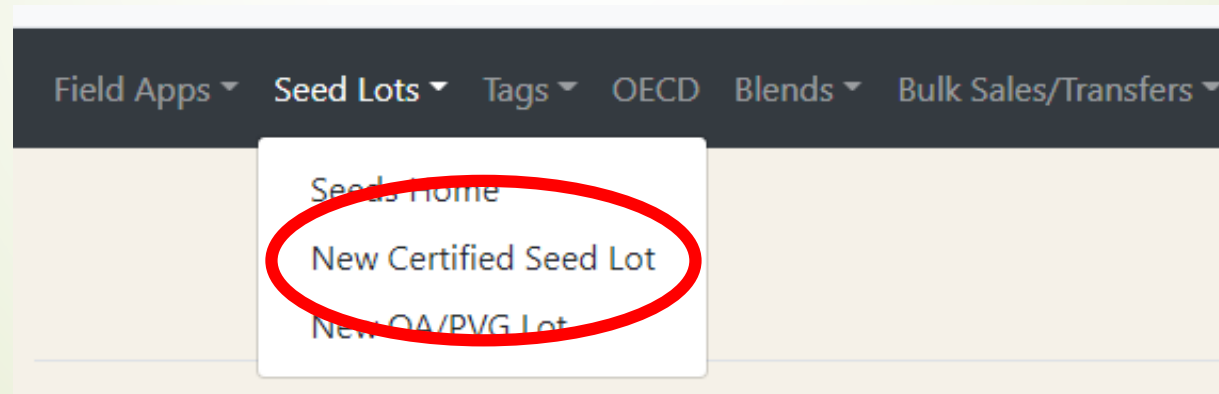 Field Apps Seed Lots Tags OECD Blends Bulk Sales/Transfers
Seeds Home
New Certified Seed Lot
New QA/PVG Lot